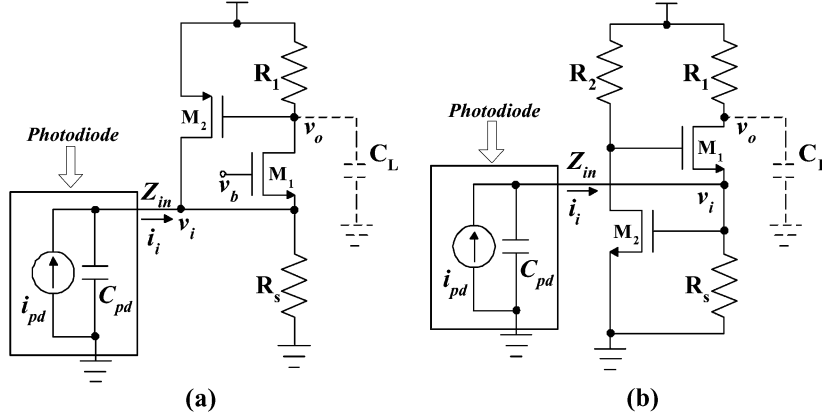 R1
M2
Photodiode
vo
CL
M1
vb
Zin
vi
ii
ipd
Cpd
Rs
(a)
R2
R1
vo
M1
CL
Photodiode
Zin
ii
vi
M2
ipd
Cpd
Rs
(b)